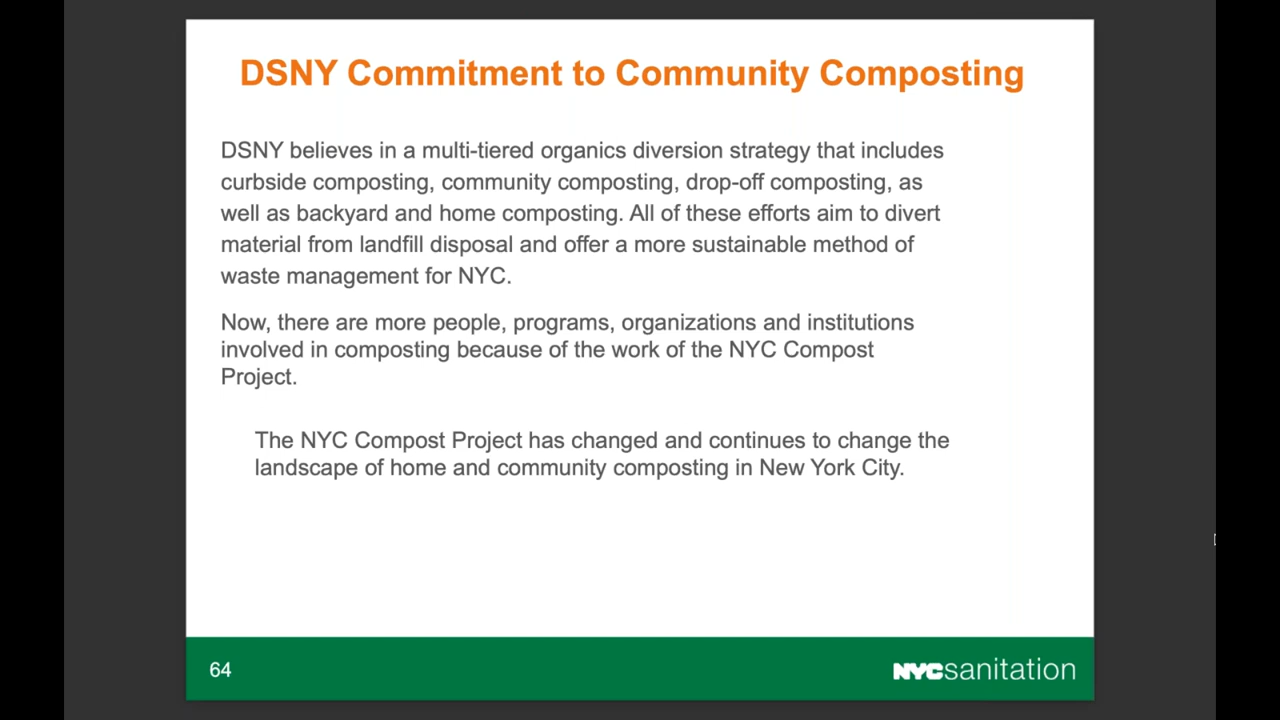 DSNY Commitment to Community Composting
DSNY believes in a multi-tiered organics diversion strategy that includes
curbside composting, community composting, drop-off composting, as
well as backyard and home composting. All of these efforts aim to divert
material from landfill disposal and offer a more sustainable method of
waste management for NYC.
Now, there are more people, programs, organizations and institutions
involved in composting because of the work of the NYC Compost
Project.
The NYC Compost Project has changed and continues to change the
landscape of home and community composting in New York City.
64
NYCsanitation